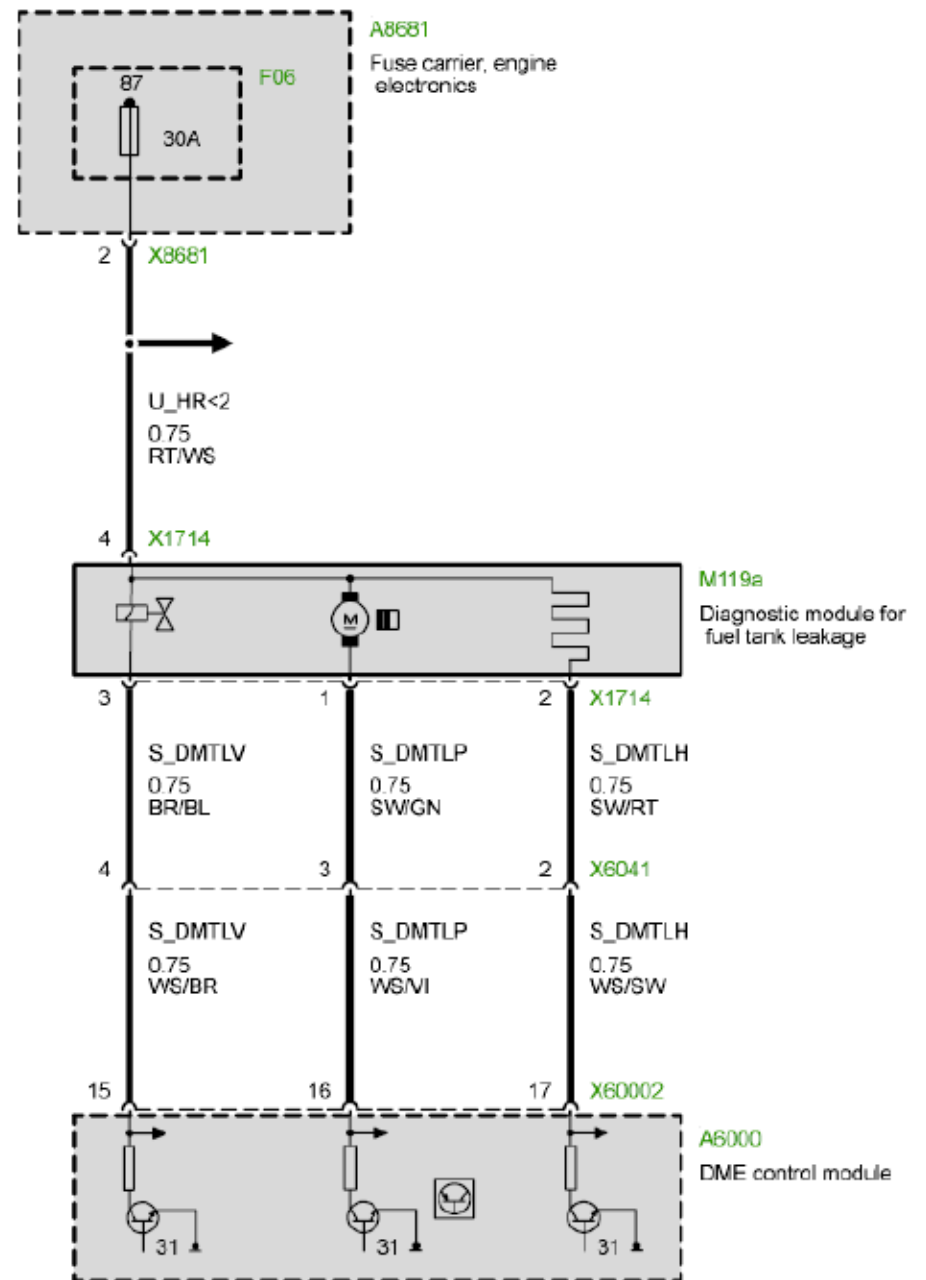 A8681
Fuse carrier, engine
electronics
F06
87
30A
2 X8681
U_HR<2
0.75
RT/WS
4 X1714
M119a
Diagnostic module for
fuel tank leakage
M
3 1 2 X1714
S_DMTLV S_DMTLP S_DMTLH
0.75 0.75 0.75
BR/BL SW/GN SW/RT
4 3 2 X6041
S_DMTLV S_DMTLP S_DMTLH
0.75 0.75 0.75
WS/BR WS/VI WS/SW
15 16 17 X60002
A6000
DME control module
31 31 31